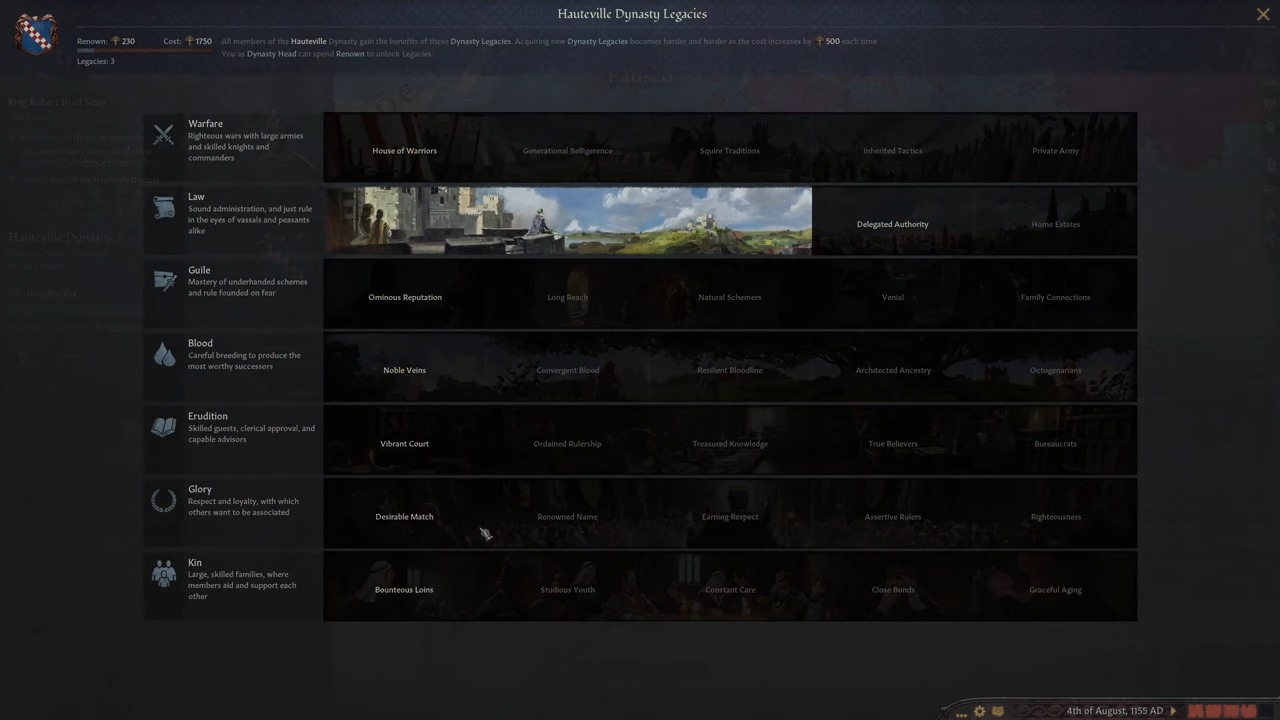 Hauteville Dynasty Legacies
Renown: 230 Cost: 1750
Legacies: 3
All members of the Hauteville Dynasty gain the benefits of these Dynasty Legacies. Acquiring new Dynasty Legacies becomes harder and harder as the cost increases by 500 each time
You as Dynasty Head can spend Renown to unlock Legacies.
Paused
King Robert III of Sicily
Hauteville Dynasty
Warfare
Righteous wars with large armies
and skilled knights and
commanders
House of Warriors
Generational Belligerence
Squire Traditions
Inherited Tactics
Private Army
Law
Sound administration, and just rule
in the eyes of vassals and peasants
alike
Delegated Authority
Home Estates
Guile
Mastery of underhanded schemes
and rule founded on fear
Ominous Reputation
Long Reach
Natural Schemers
Venial
Family Connections
Blood
Careful breeding to produce the
most worthy successors
Noble Veins
Convergent Blood
Resilient Bloodline
Architected Ancestry
Octogenarians
Erudition
Skilled guests, clerical approval, and
capable advisors
Vibrant Court
Ordained Rulership
Treasured Knowledge
True Believers
Bureaucrats
Glory
Respect and loyalty, with which
others want to be associated
Desirable Match
Renowned Name
Earning Respect
Assertive Rulers
Righteousness
Kin
Large, skilled families, where
members aid and support each
other
Bounteous Loins
Studious Youth
Constant Care
Close Bonds
Graceful Aging
4th of August, 1155 AD